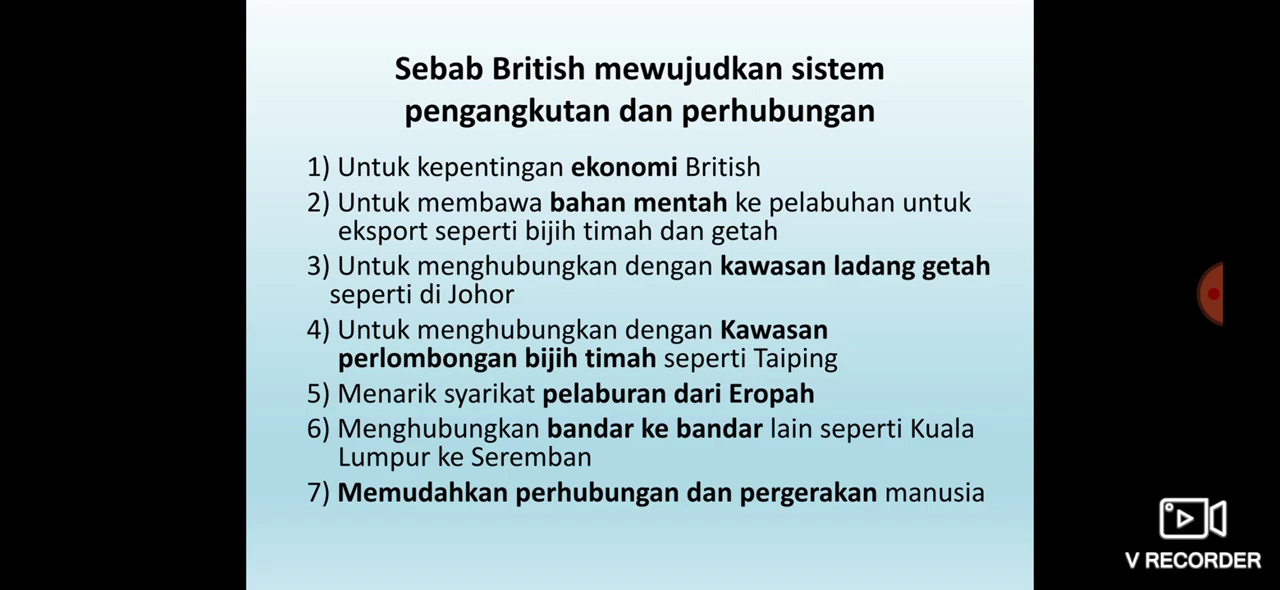 Sebab British mewujudkan sistem
pengangkutan dan perhubungan
1) Untuk kepentingan ekonomi British
2) Untuk membawa bahan mentah ke pelabuhan untuk
eksport seperti bijih timah dan getah
3) Untuk menghubungkan dengan kawasan ladang getah
seperti di Johor
4) Untuk menghubungkan dengan Kawasan
perlombongan bijih timah seperti Taiping
5) Menarik syarikat pelaburan dari Eropah
6) Menghubungkan bandar ke bandar lain seperti Kuala
Lumpur ke Seremban
7) Memudahkan perhubungan dan pergerakan manusia
V RECORDER